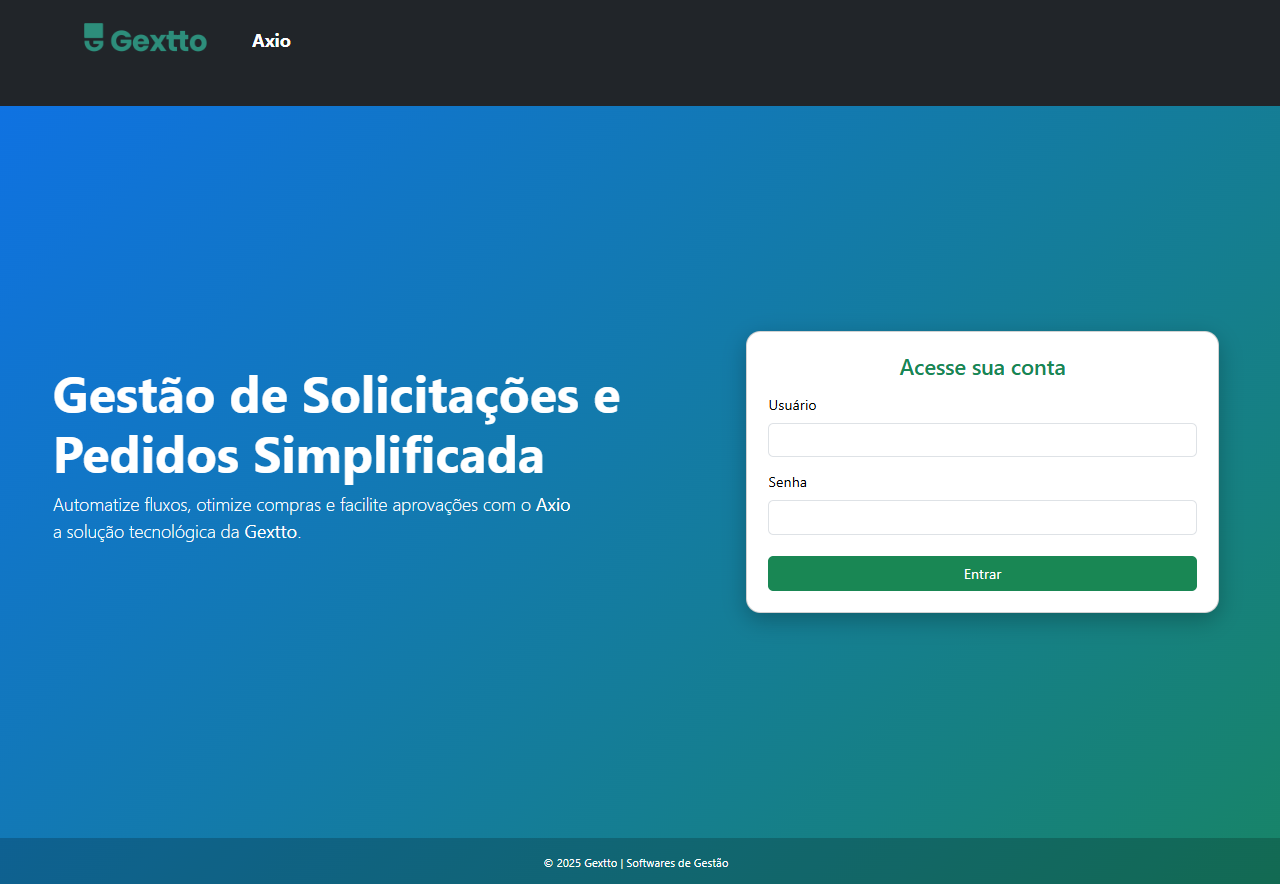 Gextto Axio
Gestão de Solicitações e
Pedidos Simplificada
Automatize fluxos, otimize compras e facilite aprovações com o Axio
a solução tecnológica da Gextto.
Acesse sua conta
Usuário
Senha
Entrar
© 2025 Gextto | Softwares de Gestão